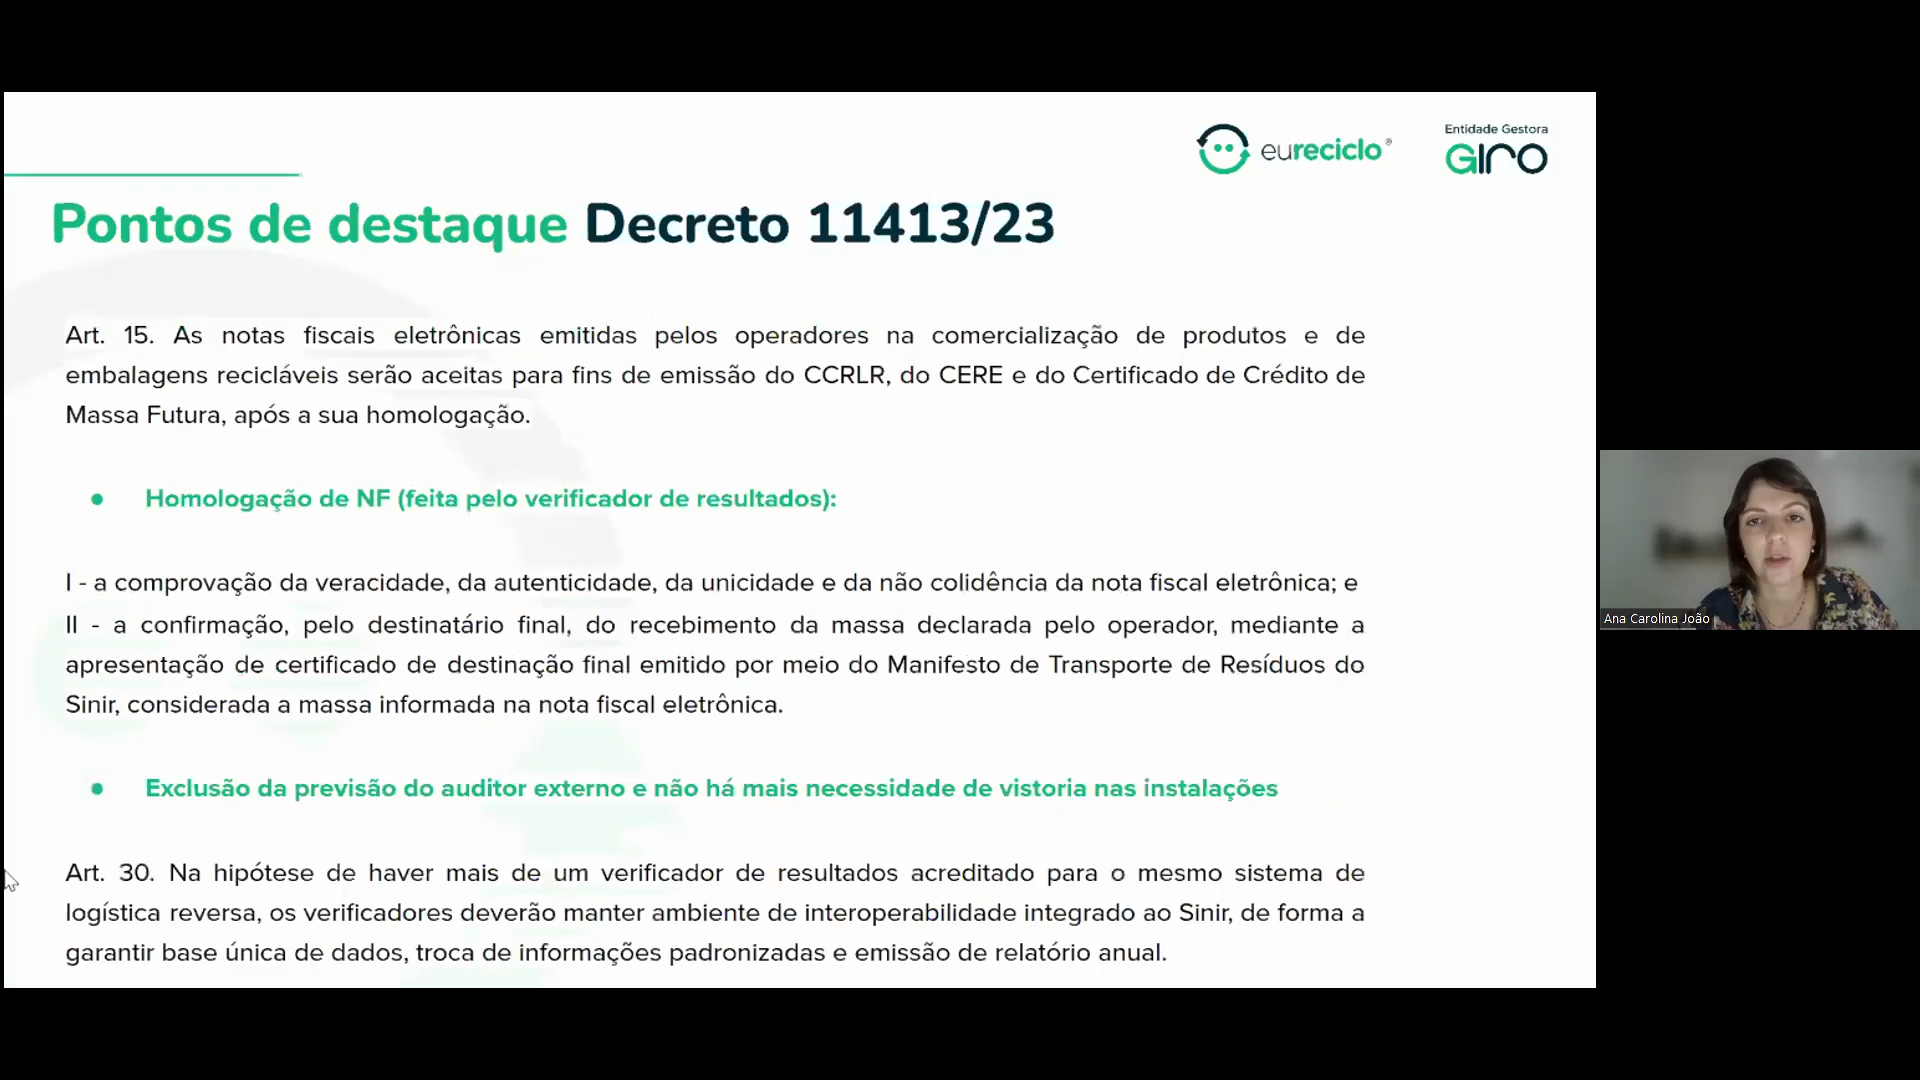 eureciclo®
Entidade Gestora
GIRO
Pontos de destaque Decreto 11413/23
Art. 15. As notas fiscais eletrônicas emitidas pelos operadores na comercialização de produtos e de
embalagens recicláveis serão aceitas para fins de emissão do CCRLR, do CERE e do Certificado de Crédito de
Massa Futura, após a sua homologação.
● Homologação de NF (feita pelo verificador de resultados):
I - a comprovação da veracidade, da autenticidade, da unicidade e da não colidência da nota fiscal eletrônica; e
II - a confirmação, pelo destinatário final, do recebimento da massa declarada pelo operador, mediante a
apresentação de certificado de destinação final emitido por meio do Manifesto de Transporte de Resíduos do
Sinir, considerada a massa informada na nota fiscal eletrônica.
● Exclusão da previsão do auditor externo e não há mais necessidade de vistoria nas instalações
Art. 30. Na hipótese de haver mais de um verificador de resultados acreditado para o mesmo sistema de
logística reversa, os verificadores deverão manter ambiente de interoperabilidade integrado ao Sinir, de forma a
garantir base única de dados, troca de informações padronizadas e emissão de relatório anual.
Ana Carolina João